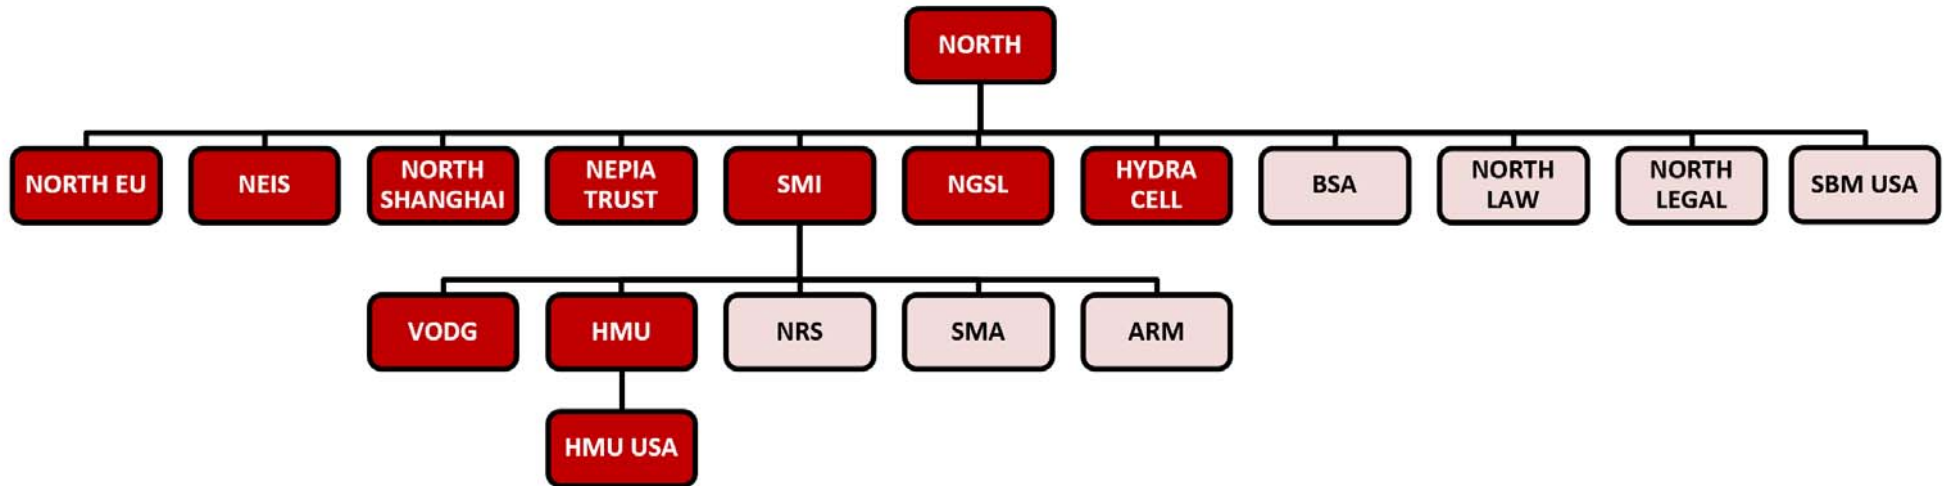 NORTH
NORTH EU
NEIS
NORTH
SHANGHAI
NEPIA
TRUST
SMI
NGSL
HYDRA
CELL
BSA
NORTH
LAW
NORTH
LEGAL
SBM USA
VODG
HMU
NRS
SMA
ARM
HMU USA